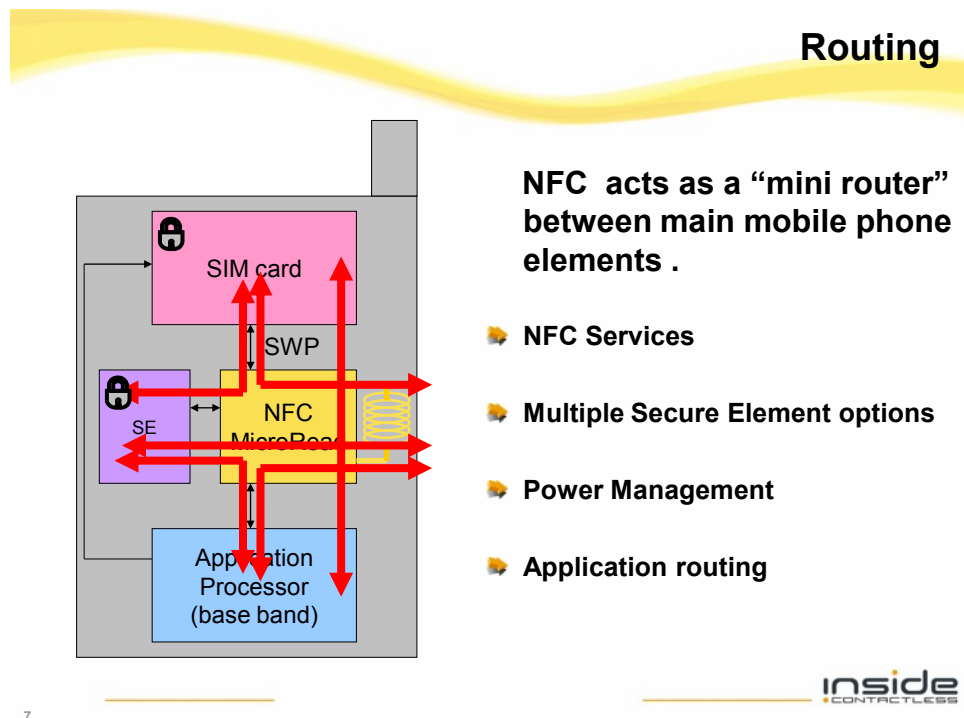 Routing
NFC acts as a “mini router”
between main mobile phone
elements .
NFC Services
Multiple Secure Element options
Power Management
Application routing
SIM card
SWP
SE
NFC
MicroRead
Application
Processor
(base band)
inside
CONTACTLESS
7